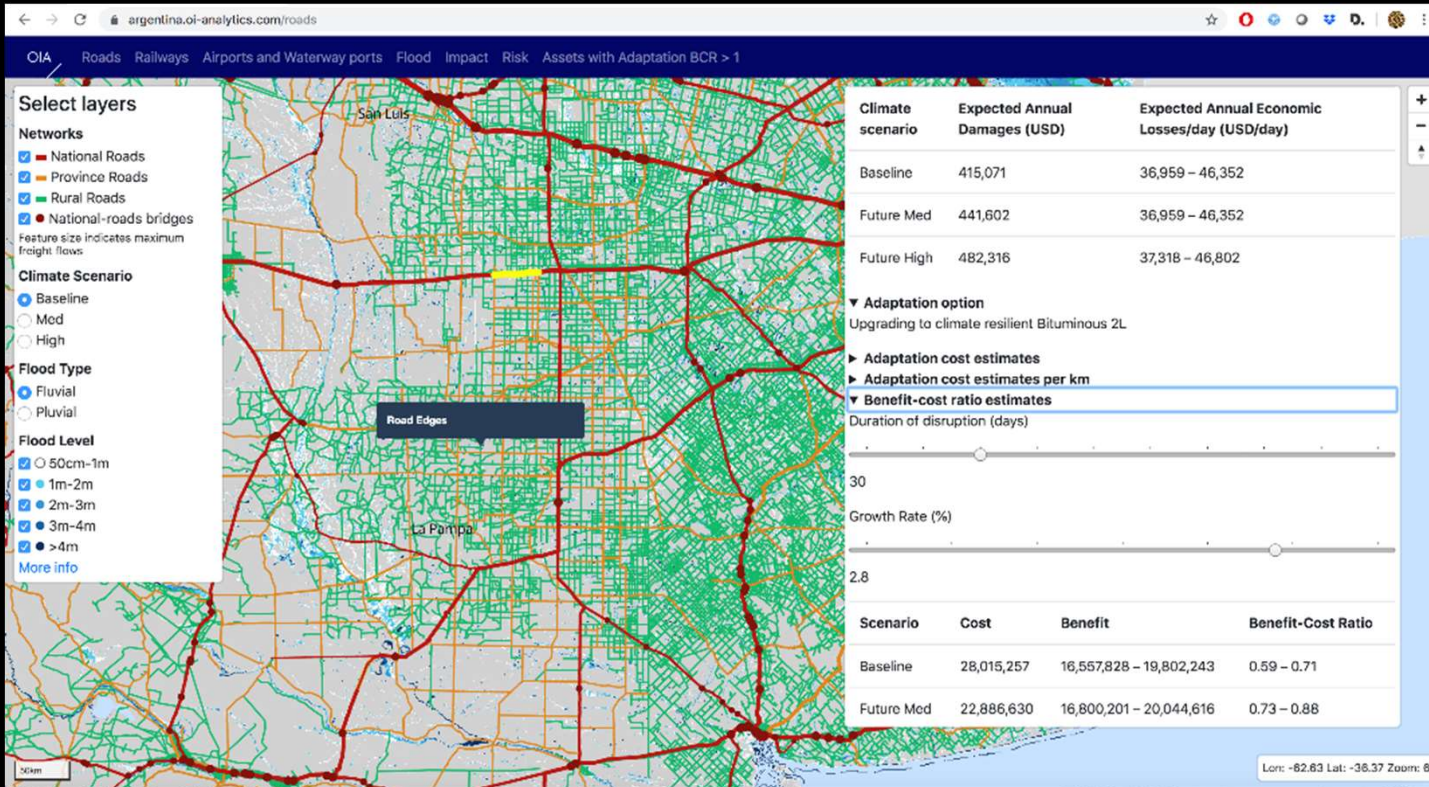 argentina.oi-analytics.com/roads
OIA Roads Railways Airports and Waterway ports Flood Impact Risk Assets with Adaptation BCR > 1
Select layers
Networks
National Roads
Province Roads
Rural Roads
National-roads bridges
Feature size indicates maximum
freight flows
Climate Scenario
Baseline
Med
High
Flood Type
Fluvial
Pluvial
Flood Level
50cm-1m
1m-2m
2m-3m
3m-4m
>4m
More info
San Luis
Road Edges
La Pampa
50km
Climate Expected Annual Expected Annual Economic
scenario Damages (USD) Losses/day (USD/day)
Baseline 415,071 36,959 – 46,352
Future Med 441,602 36,959 – 46,352
Future High 482,316 37,318 – 46,802
▼ Adaptation option
Upgrading to climate resilient Bituminous 2L
► Adaptation cost estimates
► Adaptation cost estimates per km
▼ Benefit-cost ratio estimates
Duration of disruption (days)
30
Growth Rate (%)
2.8
Scenario Cost Benefit Benefit-Cost Ratio
Baseline 28,015,257 16,557,828 – 19,802,243 0.59 – 0.71
Future Med 22,886,630 16,800,201 – 20,044,616 0.73 – 0.88
Lon: -62.63 Lat: -36.37 Zoom: 6